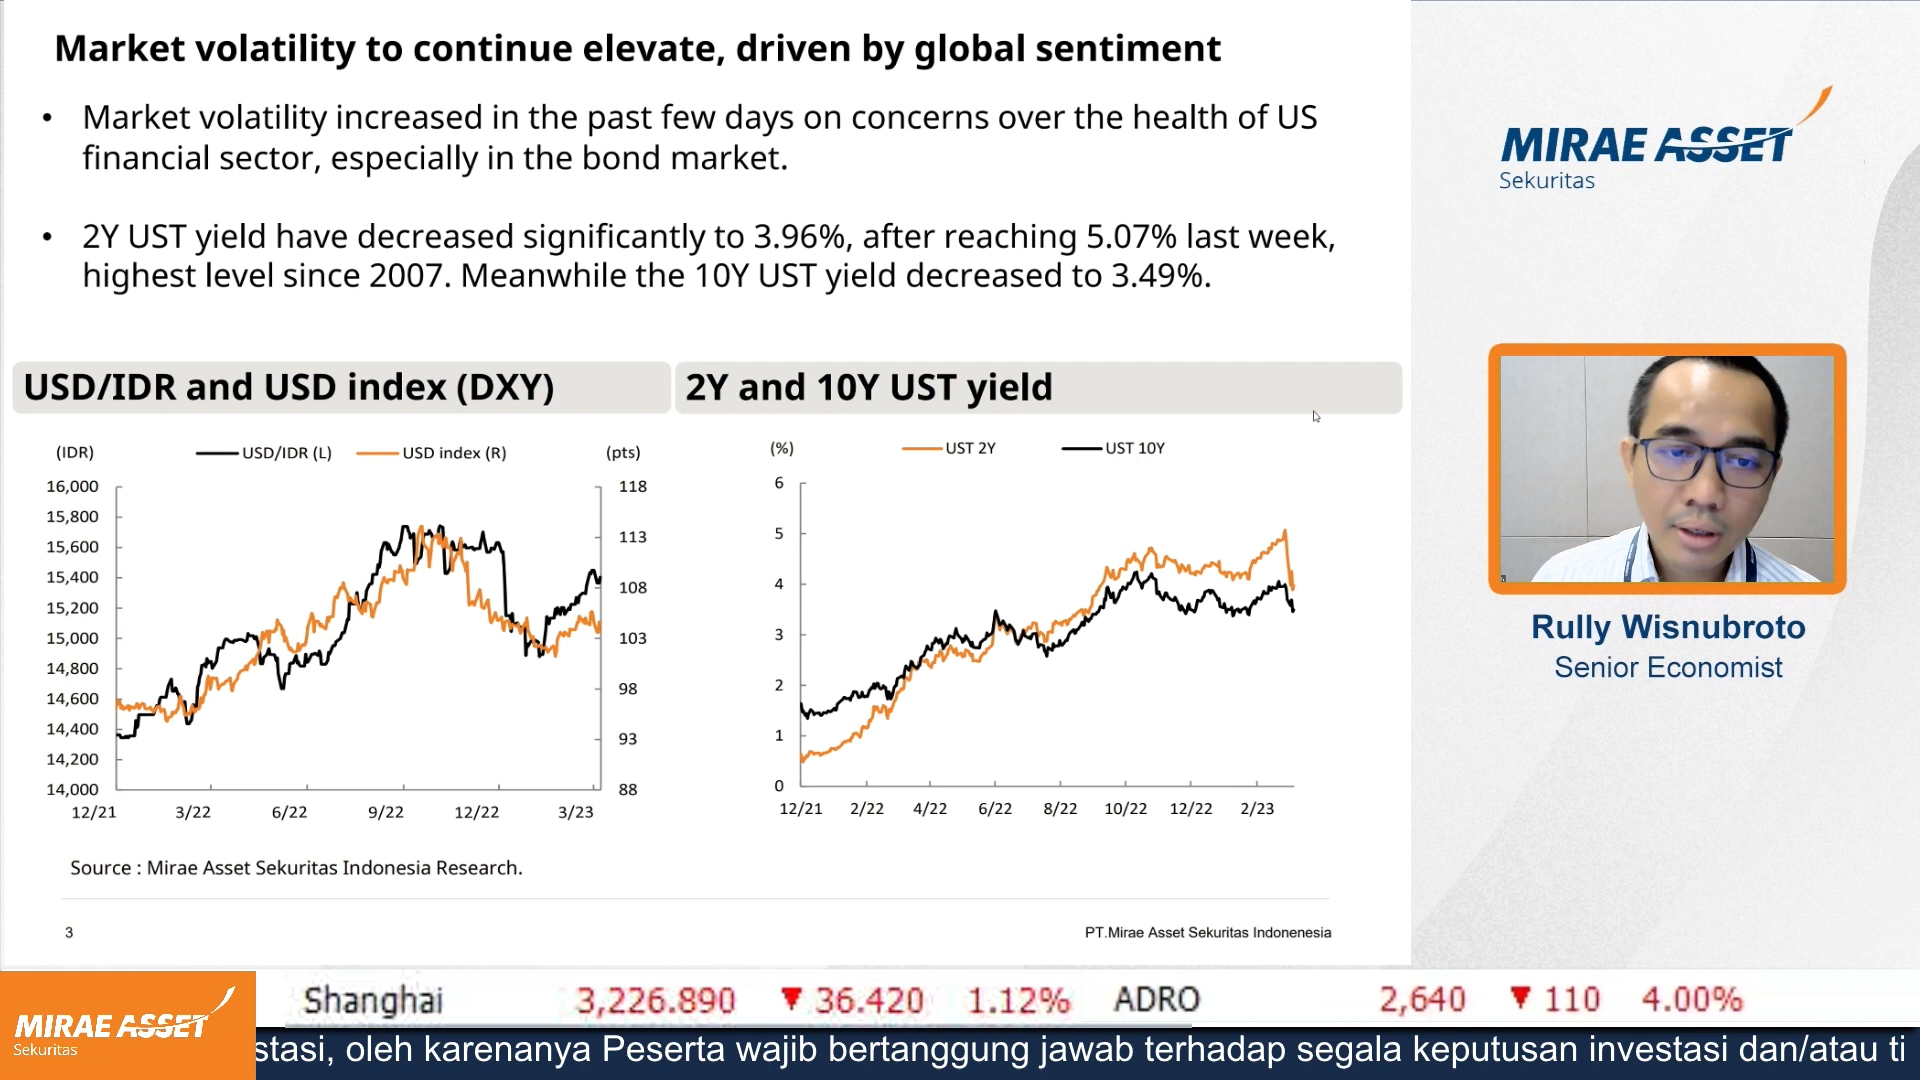 Market volatility to continue elevate, driven by global sentiment
• Market volatility increased in the past few days on concerns over the health of US
financial sector, especially in the bond market.
• 2Y UST yield have decreased significantly to 3.96%, after reaching 5.07% last week,
highest level since 2007. Meanwhile the 10Y UST yield decreased to 3.49%.
USD/IDR and USD index (DXY)
(IDR) USD/IDR (L) USD index (R) (pts)
16,000 118
15,800
15,600 113
15,400
15,200 108
15,000 103
14,800
14,600 98
14,400
14,200 93
14,000 88
12/21 3/22 6/22 9/22 12/22 3/23
2Y and 10Y UST yield
(%) UST 2Y UST 10Y
6
5
4
3
2
1
0
12/21 2/22 4/22 6/22 8/22 10/22 12/22 2/23
Source : Mirae Asset Sekuritas Indonesia Research.
3 PT.Mirae Asset Sekuritas Indonenesia
MIRAE ASSET
Sekuritas
Rully Wisnubroto
Senior Economist
Shanghai 3,226.890 ▼ 36.420 1.12% ADRO 2,640 ▼ 110 4.00%
MIRAE ASSET
Sekuritas
stasi, oleh karenanya Peserta wajib bertanggung jawab terhadap segala keputusan investasi dan/atau ti